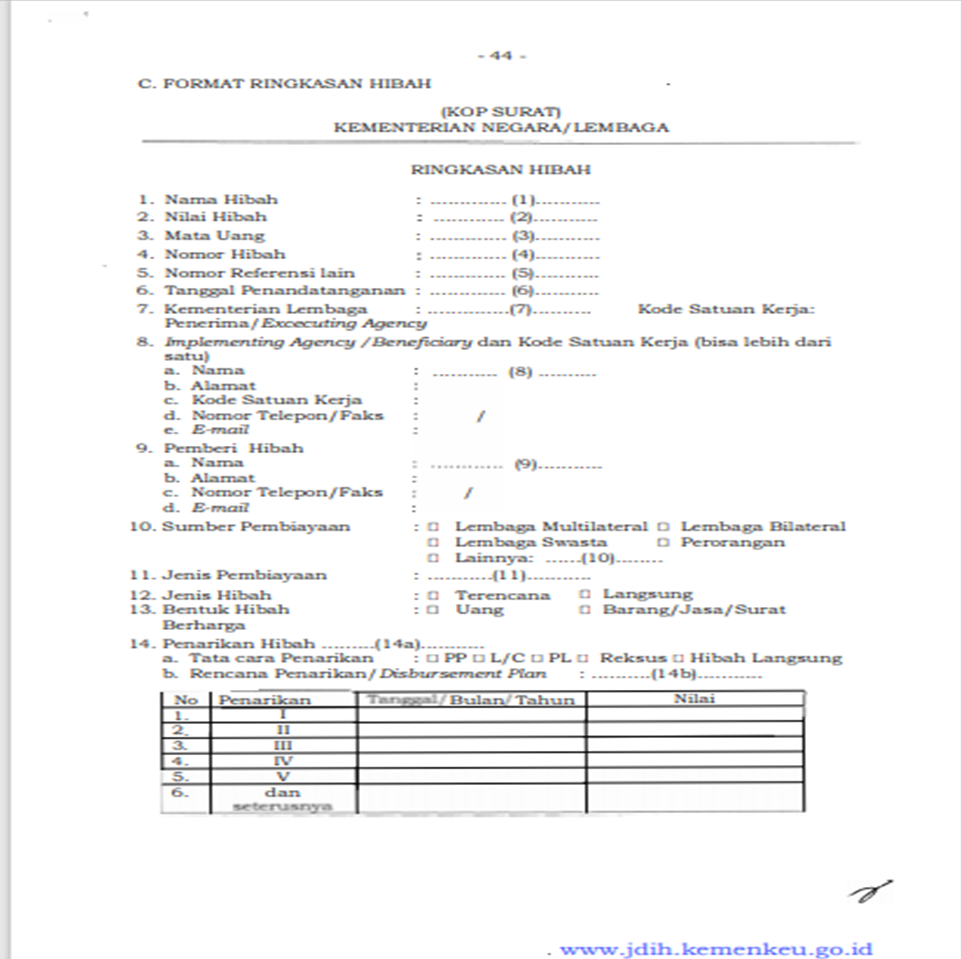 - 44 -
C. FORMAT RINGKASAN HIBAH
(KOP SURAT)
KEMENTERIAN NEGARA/LEMBAGA
RINGKASAN HIBAH
1. Nama Hibah : ............. (1)...........
2. Nilai Hibah : ............ (2)...........
3. Mata Uang : ............. (3)...........
4. Nomor Hibah : ............. (4)...........
5. Nomor Referensi lain : ............. (5)...........
6. Tanggal Penandatanganan : ............. (6)...........
7. Kementerian Lembaga : ..............(7).......... Kode Satuan Kerja:
Penerima/Excecuting Agency
8. Implementing Agency /Beneficiary dan Kode Satuan Kerja (bisa lebih dari
satu)
a. Nama : ........... (8) ..........
b. Alamat :
c. Kode Satuan Kerja :
d. Nomor Telepon/Faks : /
e. E-mail :
9. Pemberi Hibah
a. Nama : ............ (9)...........
b. Alamat :
c. Nomor Telepon/Faks : /
d. E-mail :
10. Sumber Pembiayaan : □ Lembaga Multilateral □ Lembaga Bilateral
□ Lembaga Swasta □ Perorangan
□ Lainnya: ......(10)........
11. Jenis Pembiayaan : ...........(11)...........
12. Jenis Hibah : □ Terencana □ Langsung
13. Bentuk Hibah : □ Uang □ Barang/Jasa/Surat
Berharga
14. Penarikan Hibah .........(14a)...........
a. Tata cara Penarikan : □ PP □ L/C □ PL □ Reksus □ Hibah Langsung
b. Rencana Penarikan/Disbursement Plan : ..........(14b)...........
No Penarikan Tanggal/Bulan/Tahun Nilai
1. I
2. II
3. III
4. IV
5. V
6. dan
seterusnya
www.jdih.kemenkeu.go.id